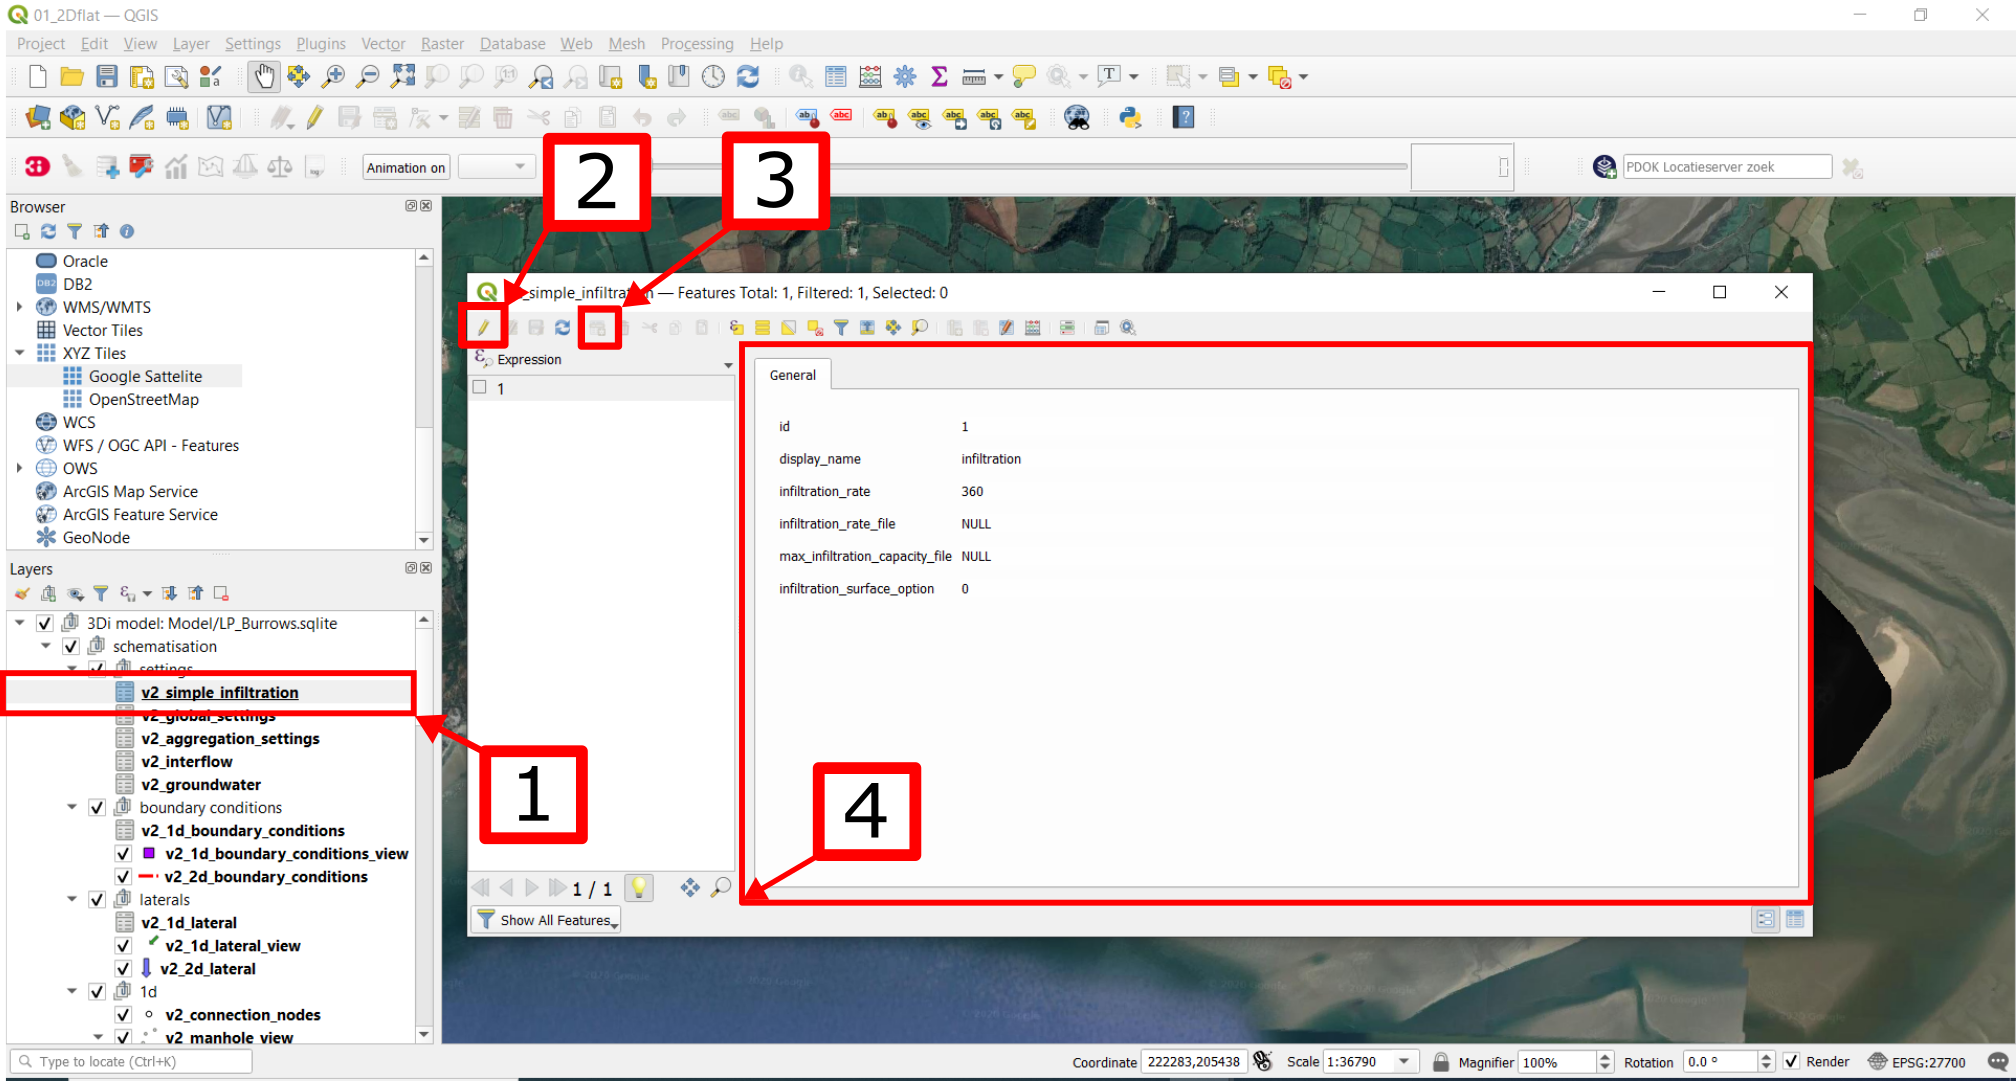 01_2Dflat — QGIS
Project Edit View Layer Settings Plugins Vector Raster Database Web Mesh Processing Help
Animation on
PDOK Locatieserver zoek
2
3
Browser
Oracle
DB2
WMS/WMTS
Vector Tiles
XYZ Tiles
Google Sattelite
OpenStreetMap
WCS
WFS / OGC API - Features
OWS
ArcGIS Map Service
ArcGIS Feature Service
GeoNode
Layers
3Di model: Model/LP_Burrows.sqlite
schematisation
settings
v2_simple_infiltration
v2_global_settings
v2_aggregation_settings
v2_interflow
v2_groundwater
boundary conditions
v2_1d_boundary_conditions
v2_1d_boundary_conditions_view
v2_2d_boundary_conditions
laterals
v2_1d_lateral
v2_1d_lateral_view
v2_2d_lateral
1d
v2_connection_nodes
v2_manhole_view
_simple_infiltration — Features Total: 1, Filtered: 1, Selected: 0
Expression
1
General
id 1
display_name infiltration
infiltration_rate 360
infiltration_rate_file NULL
max_infiltration_capacity_file NULL
infiltration_surface_option 0
1
4
1 / 1
Show All Features
Type to locate (Ctrl+K)
Coordinate 222283,205438 Scale 1:36790 Magnifier 100% Rotation 0.0 ° Render EPSG:27700